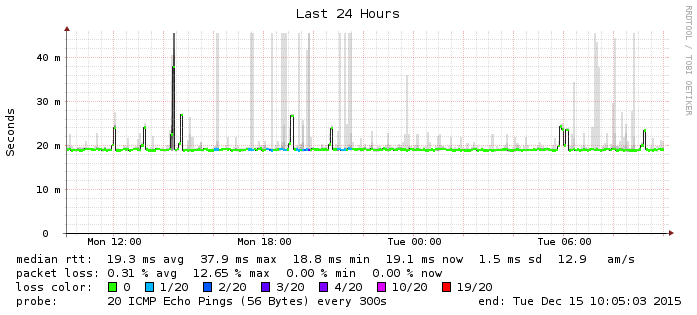 Last 24 Hours
RRDTOOL / TOBI OETIKER
Seconds
40 m
30 m
20 m
10 m
0
Mon 12:00 Mon 18:00 Tue 00:00 Tue 06:00
median rtt: 19.3 ms avg 37.9 ms max 18.8 ms min 19.1 ms now 1.5 ms sd 12.9 am/s
packet loss: 0.31 % avg 12.65 % max 0.00 % min 0.00 % now
loss color: 0 1/20 2/20 3/20 4/20 10/20 19/20
probe: 20 ICMP Echo Pings (56 Bytes) every 300s end: Tue Dec 15 10:05:03 2015